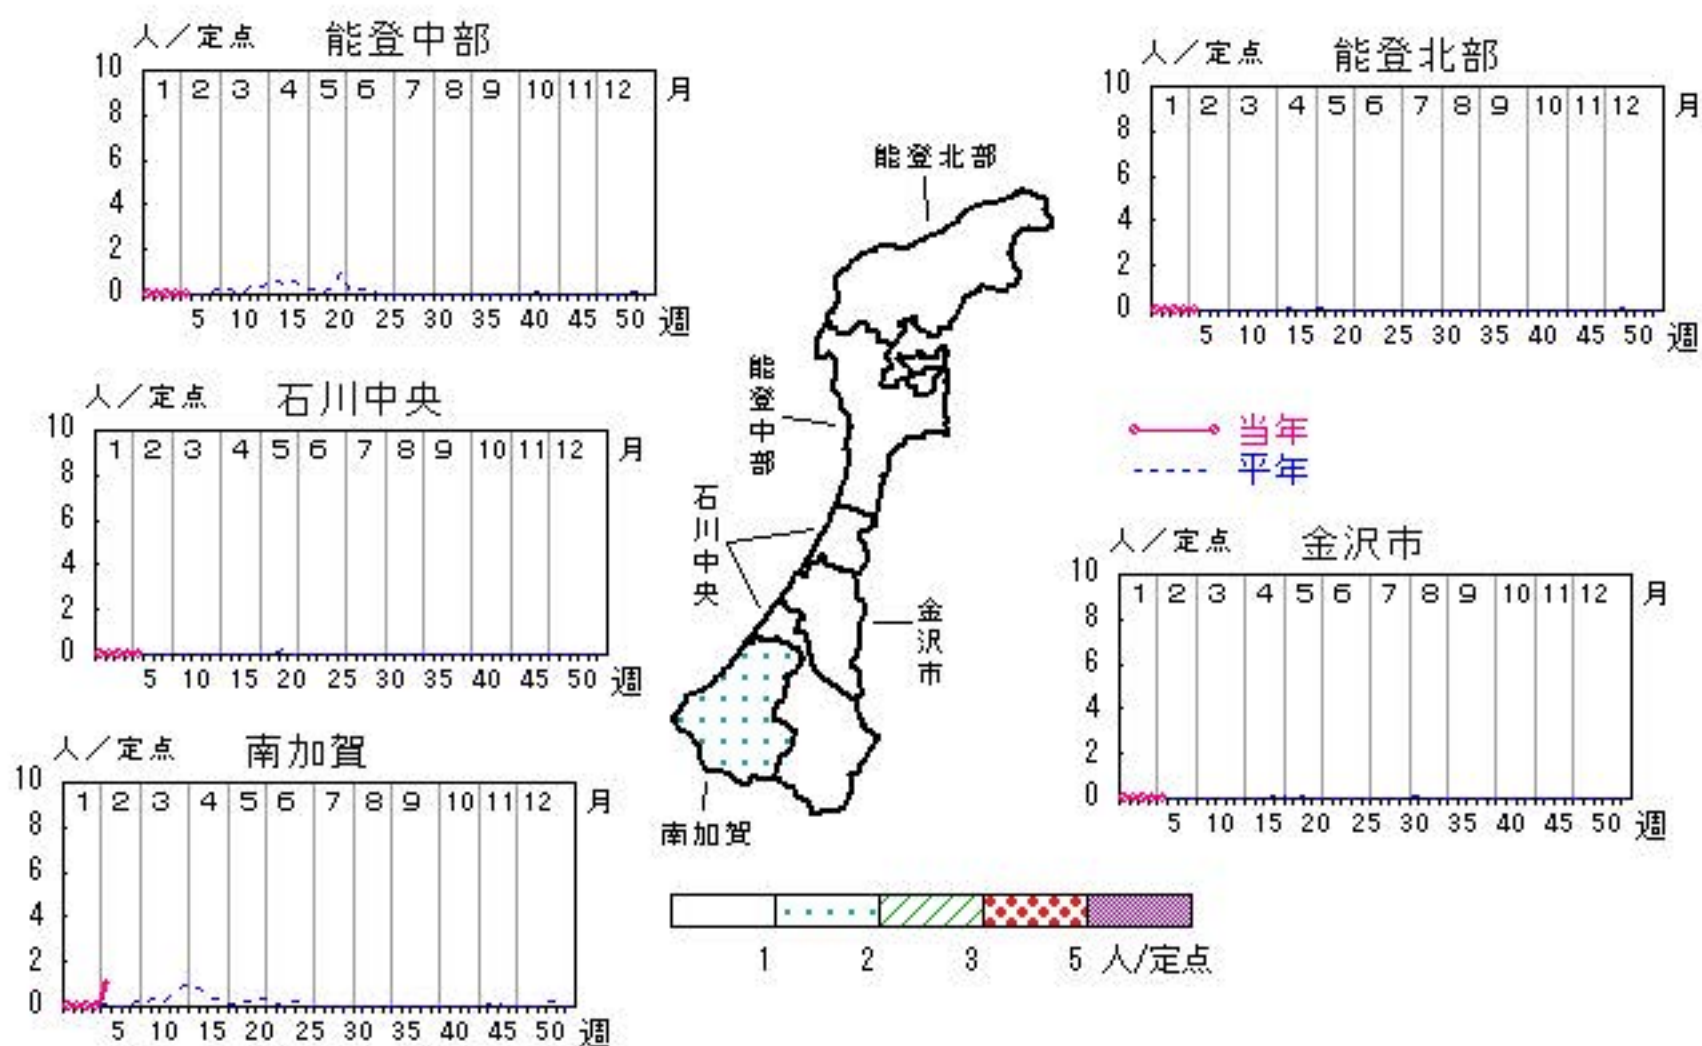 人／定点 能登中部
10 8 6 4 2 0
1 2 3 4 5 6 7 8 9 10 11 12 月
5 10 15 20 25 30 35 40 45 50 週
人／定点 能登北部
10 8 6 4 2 0
1 2 3 4 5 6 7 8 9 10 11 12 月
5 10 15 20 25 30 35 40 45 50 週
人／定点 石川中央
10 8 6 4 2 0
1 2 3 4 5 6 7 8 9 10 11 12 月
5 10 15 20 25 30 35 40 45 50 週
当年
平年
人／定点 金沢市
10 8 6 4 2 0
1 2 3 4 5 6 7 8 9 10 11 12 月
5 10 15 20 25 30 35 40 45 50 週
人／定点 南加賀
10 8 6 4 2 0
1 2 3 4 5 6 7 8 9 10 11 12 月
5 10 15 20 25 30 35 40 45 50 週
能登北部
能登中部
石川中央
金沢市
南加賀
1 2 3 5 人/定点